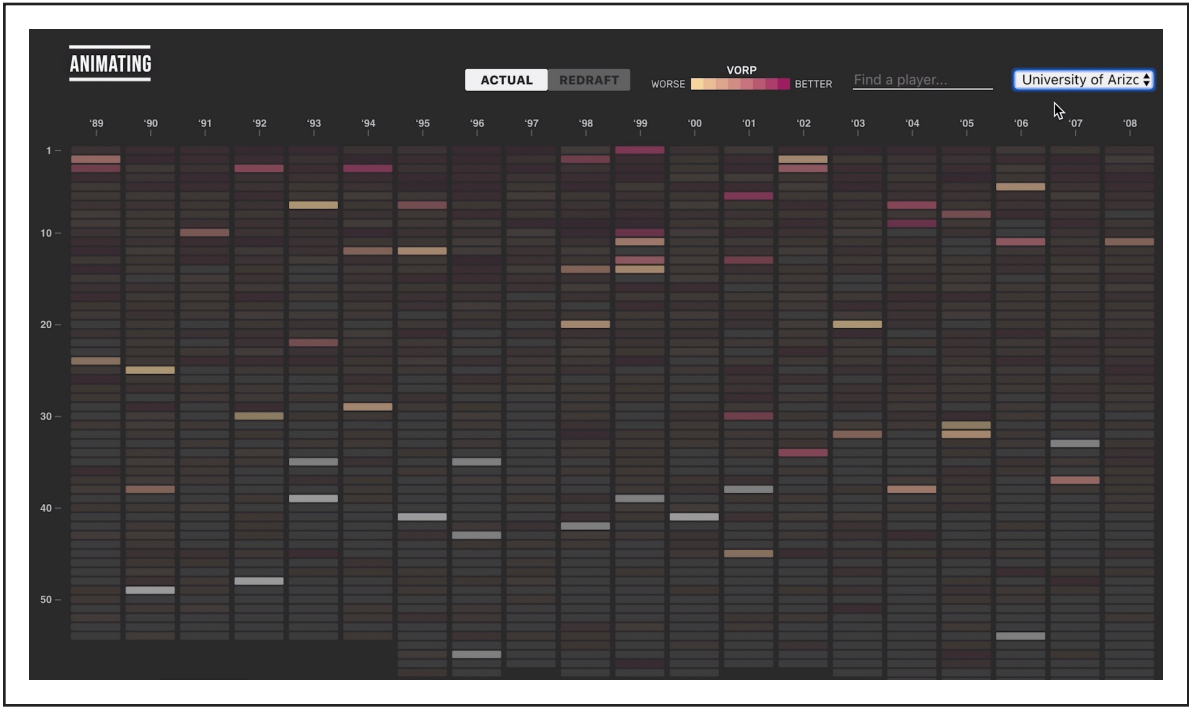 ANIMATING
ACTUAL REDRAFT
VORP
WORSE BETTER
Find a player...
University of Arizc
'89 '90 '91 '92 '93 '94 '95 '96 '97 '98 '99 '00 '01 '02 '03 '04 '05 '06 '07 '08
1
10
20
30
40
50